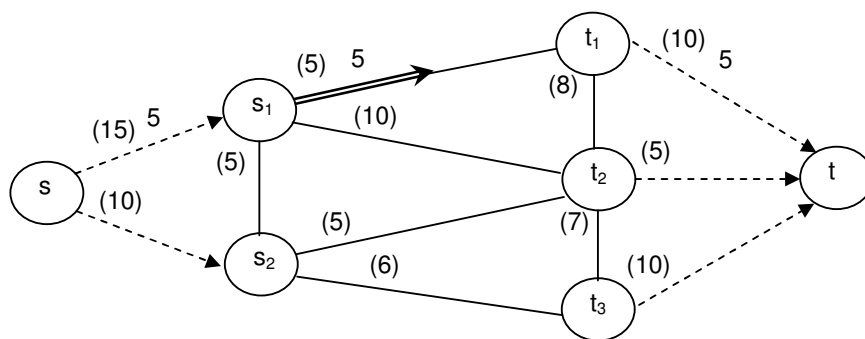 t1
(10)
5
(5)
5
(8)
s1
(10)
(15)
5
(5)
s
(10)
t2
(5)
t
(5)
(7)
s2
(6)
(10)
t3